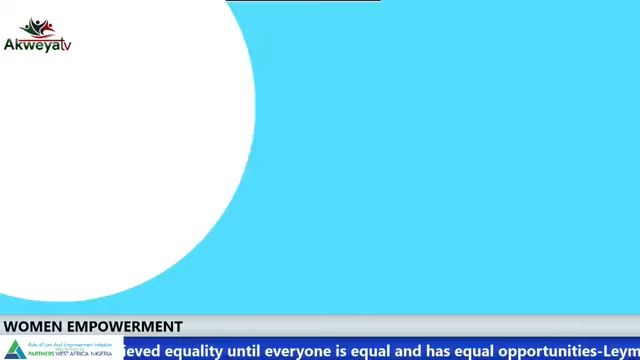 Akweyatv
WOMEN EMPOWERMENT
Rule of Law And Empowerment Initiative
PARTNERS WEST AFRICA NIGERIA
ieved equality until everyone is equal and has equal opportunities-Leym